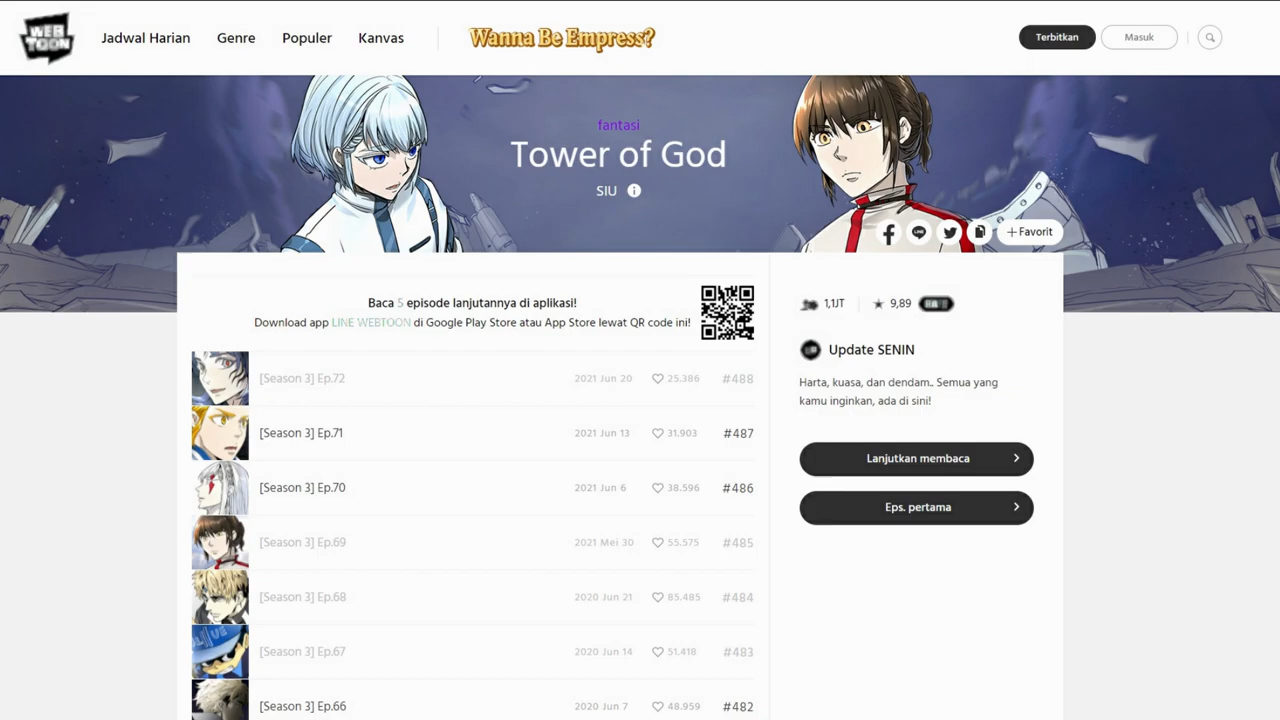 WEB
TOON
Jadwal Harian
Genre
Populer
Kanvas
Wanna Be Empress?
Terbitkan
Masuk
fantasi
Tower of God
SIU
+ Favorit
Baca 5 episode lanjutannya di aplikasi!
Download app LINE WEBTOON di Google Play Store atau App Store lewat QR code ini!
[Season 3] Ep.72 2021 Jun 20 25.386 #488
[Season 3] Ep.71 2021 Jun 13 31.903 #487
[Season 3] Ep.70 2021 Jun 6 38.596 #486
[Season 3] Ep.69 2021 Mei 30 55.575 #485
[Season 3] Ep.68 2020 Jun 21 85.485 #484
[Season 3] Ep.67 2020 Jun 14 51.418 #483
[Season 3] Ep.66 2020 Jun 7 48.959 #482
1,1JT
9,89
Update SENIN
Harta, kuasa, dan dendam.. Semua yang
kamu inginkan, ada di sini!
Lanjutkan membaca
Eps. pertama